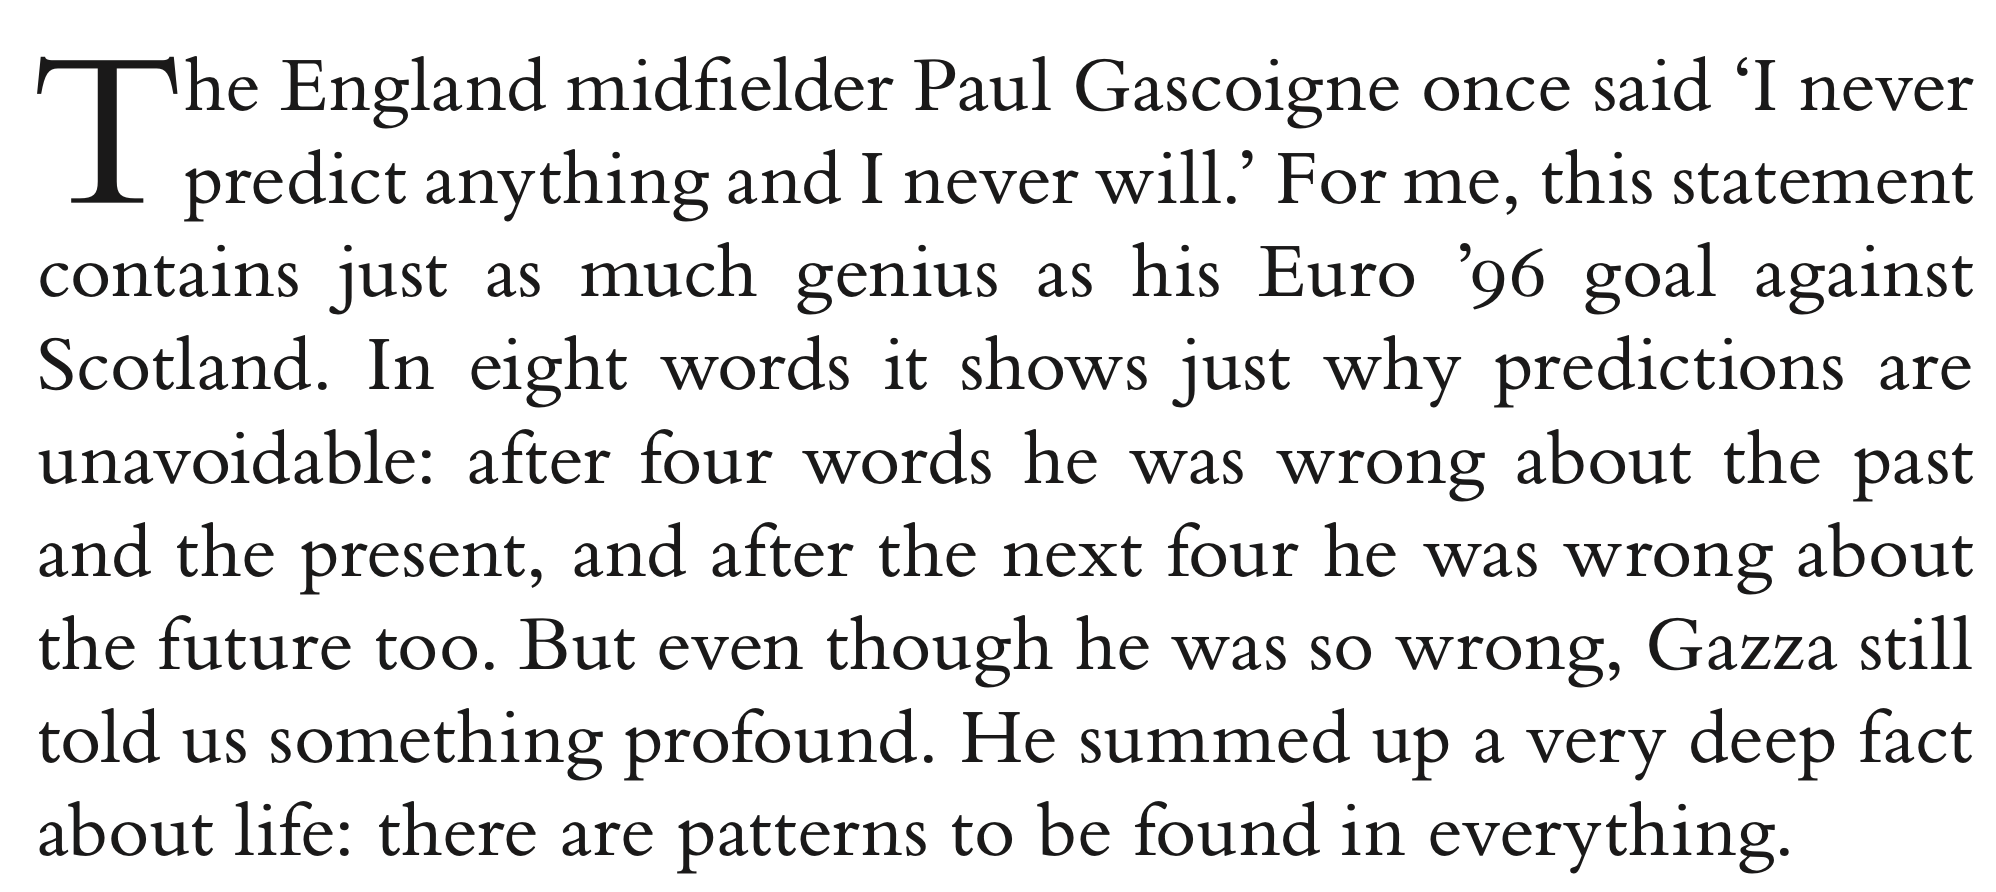 The England midfielder Paul Gascoigne once said ‘I never
predict anything and I never will.’ For me, this statement
contains just as much genius as his Euro ’96 goal against
Scotland. In eight words it shows just why predictions are
unavoidable: after four words he was wrong about the past
and the present, and after the next four he was wrong about
the future too. But even though he was so wrong, Gazza still
told us something profound. He summed up a very deep fact
about life: there are patterns to be found in everything.